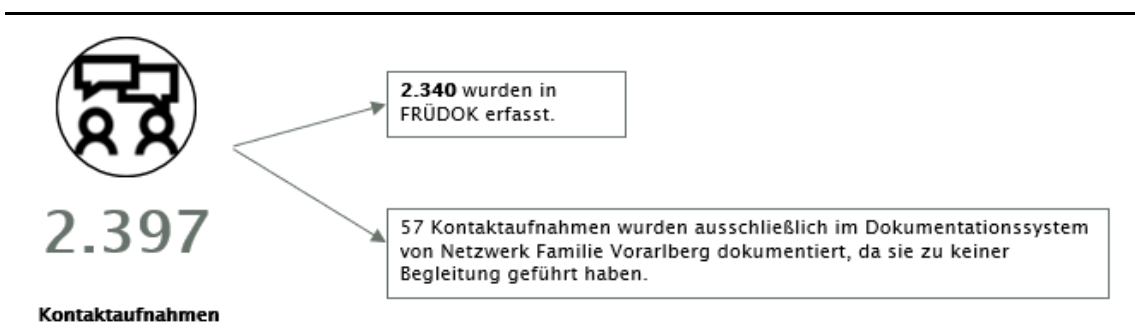 2.397
Kontaktaufnahmen
2.340 wurden in
FRÜDOK erfasst.
57 Kontaktaufnahmen wurden ausschließlich im Dokumentationssystem
von Netzwerk Familie Vorarlberg dokumentiert, da sie zu keiner
Begleitung geführt haben.